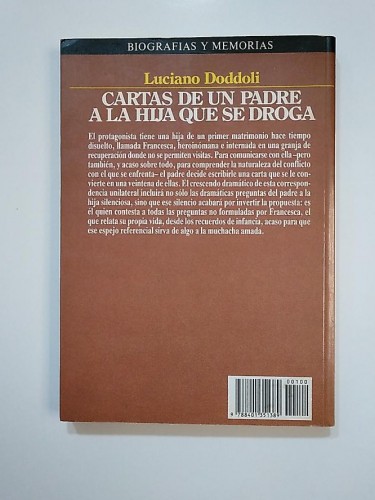 BIOGRAFIAS Y MEMORIAS
Luciano Doddoli
CARTAS DE UN PADRE
A LA HIJA QUE SE DROGA
El protagonista tiene una hija de un primer matrimonio hace tiempo
disuelto, llamada Francesca, heroinómana e internada en una granja de
recuperación donde no se permiten visitas. Para comunicarse con ella –pero
también, y acaso sobre todo, para comprender la naturaleza del conflicto
con el que se enfrenta– el padre decide escribirle una carta que se le con-
vierte en una veintena de ellas. El crescendo dramático de esta correspondencia
unilateral incluirá no sólo las dramáticas preguntas del padre a la
hija silenciosa, sino que ese silencio acabará por invertir la propuesta: es
él quien contesta a todas las preguntas no formuladas por Francesca, el
que relata su propia vida, desde los recuerdos de infancia, acaso para que
ese espejo referencial sirva de algo a la muchacha amada.
00100
9 788401 351389